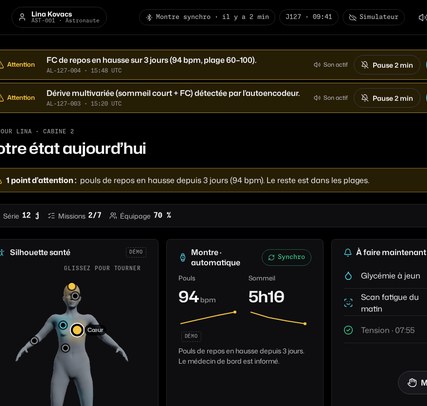 Lina Kovacs
AST-001 · Astronaute
Montre synchro · il y a 2 min
J127 · 09:41
Simulateur
Attention
FC de repos en hausse sur 3 jours (94 bpm, plage 60–100).
AL-127-004 · 15:40 UTC
Son actif
Pause 2 min
Attention
Dérive multivariée (sommeil court + FC) détectée par l'autoencodeur.
AL-127-003 · 15:20 UTC
Son actif
Pause 2 min
OUR LINA · CABINE 2
otre état aujourd'hui
1 point d'attention : pouls de repos en hausse depuis 3 jours (94 bpm). Le reste est dans les plages.
Série 12 j
Missions 2/7
Équipage 70 %
Silhouette santé
DÉMO
GLISSEZ POUR TOURNER
Cœur
Montre · automatique
Synchro
Pouls
Sommeil
94 bpm
5h10
DÉMO
Pouls de repos en hausse depuis 3 jours.
Le médecin de bord est informé.
À faire maintenant
Glycémie à jeun
Scan fatigue du
matin
Tension · 07:55
M